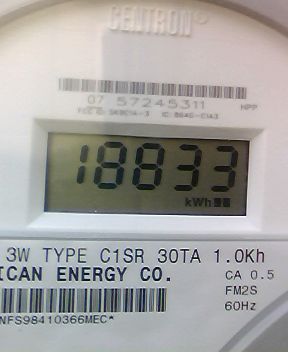 CENTRON
07 57245311 HPP
18833
kWh
3W TYPE C1SR 30TA 1.0Kh
ICAN ENERGY CO. CA 0.5
FM2S
60Hz
NFS98410366MEC*